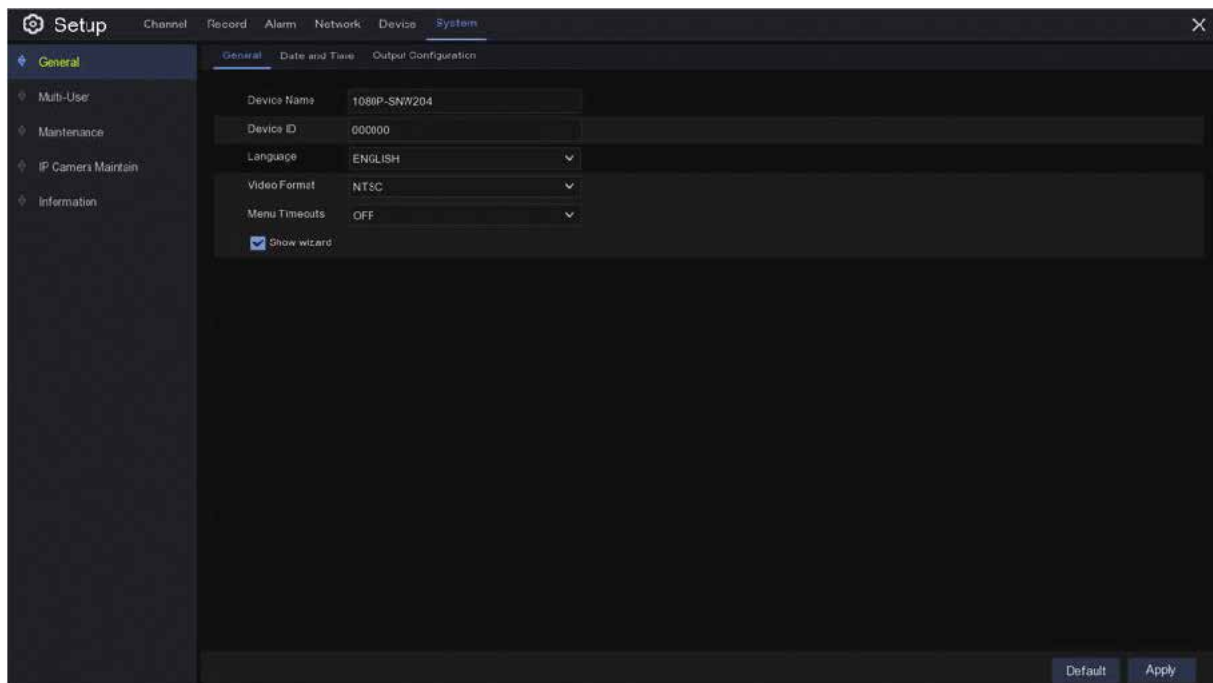 Setup Channel Record Alarm Network Device System
General
Multi-User
Maintenance
IP Camera Maintain
Information
General Date and Time Output Configuration
Device Name 1080P-SNW204
Device ID 000000
Language ENGLISH
Video Format NTSC
Menu Timeouts OFF
Show wizard
Default Apply